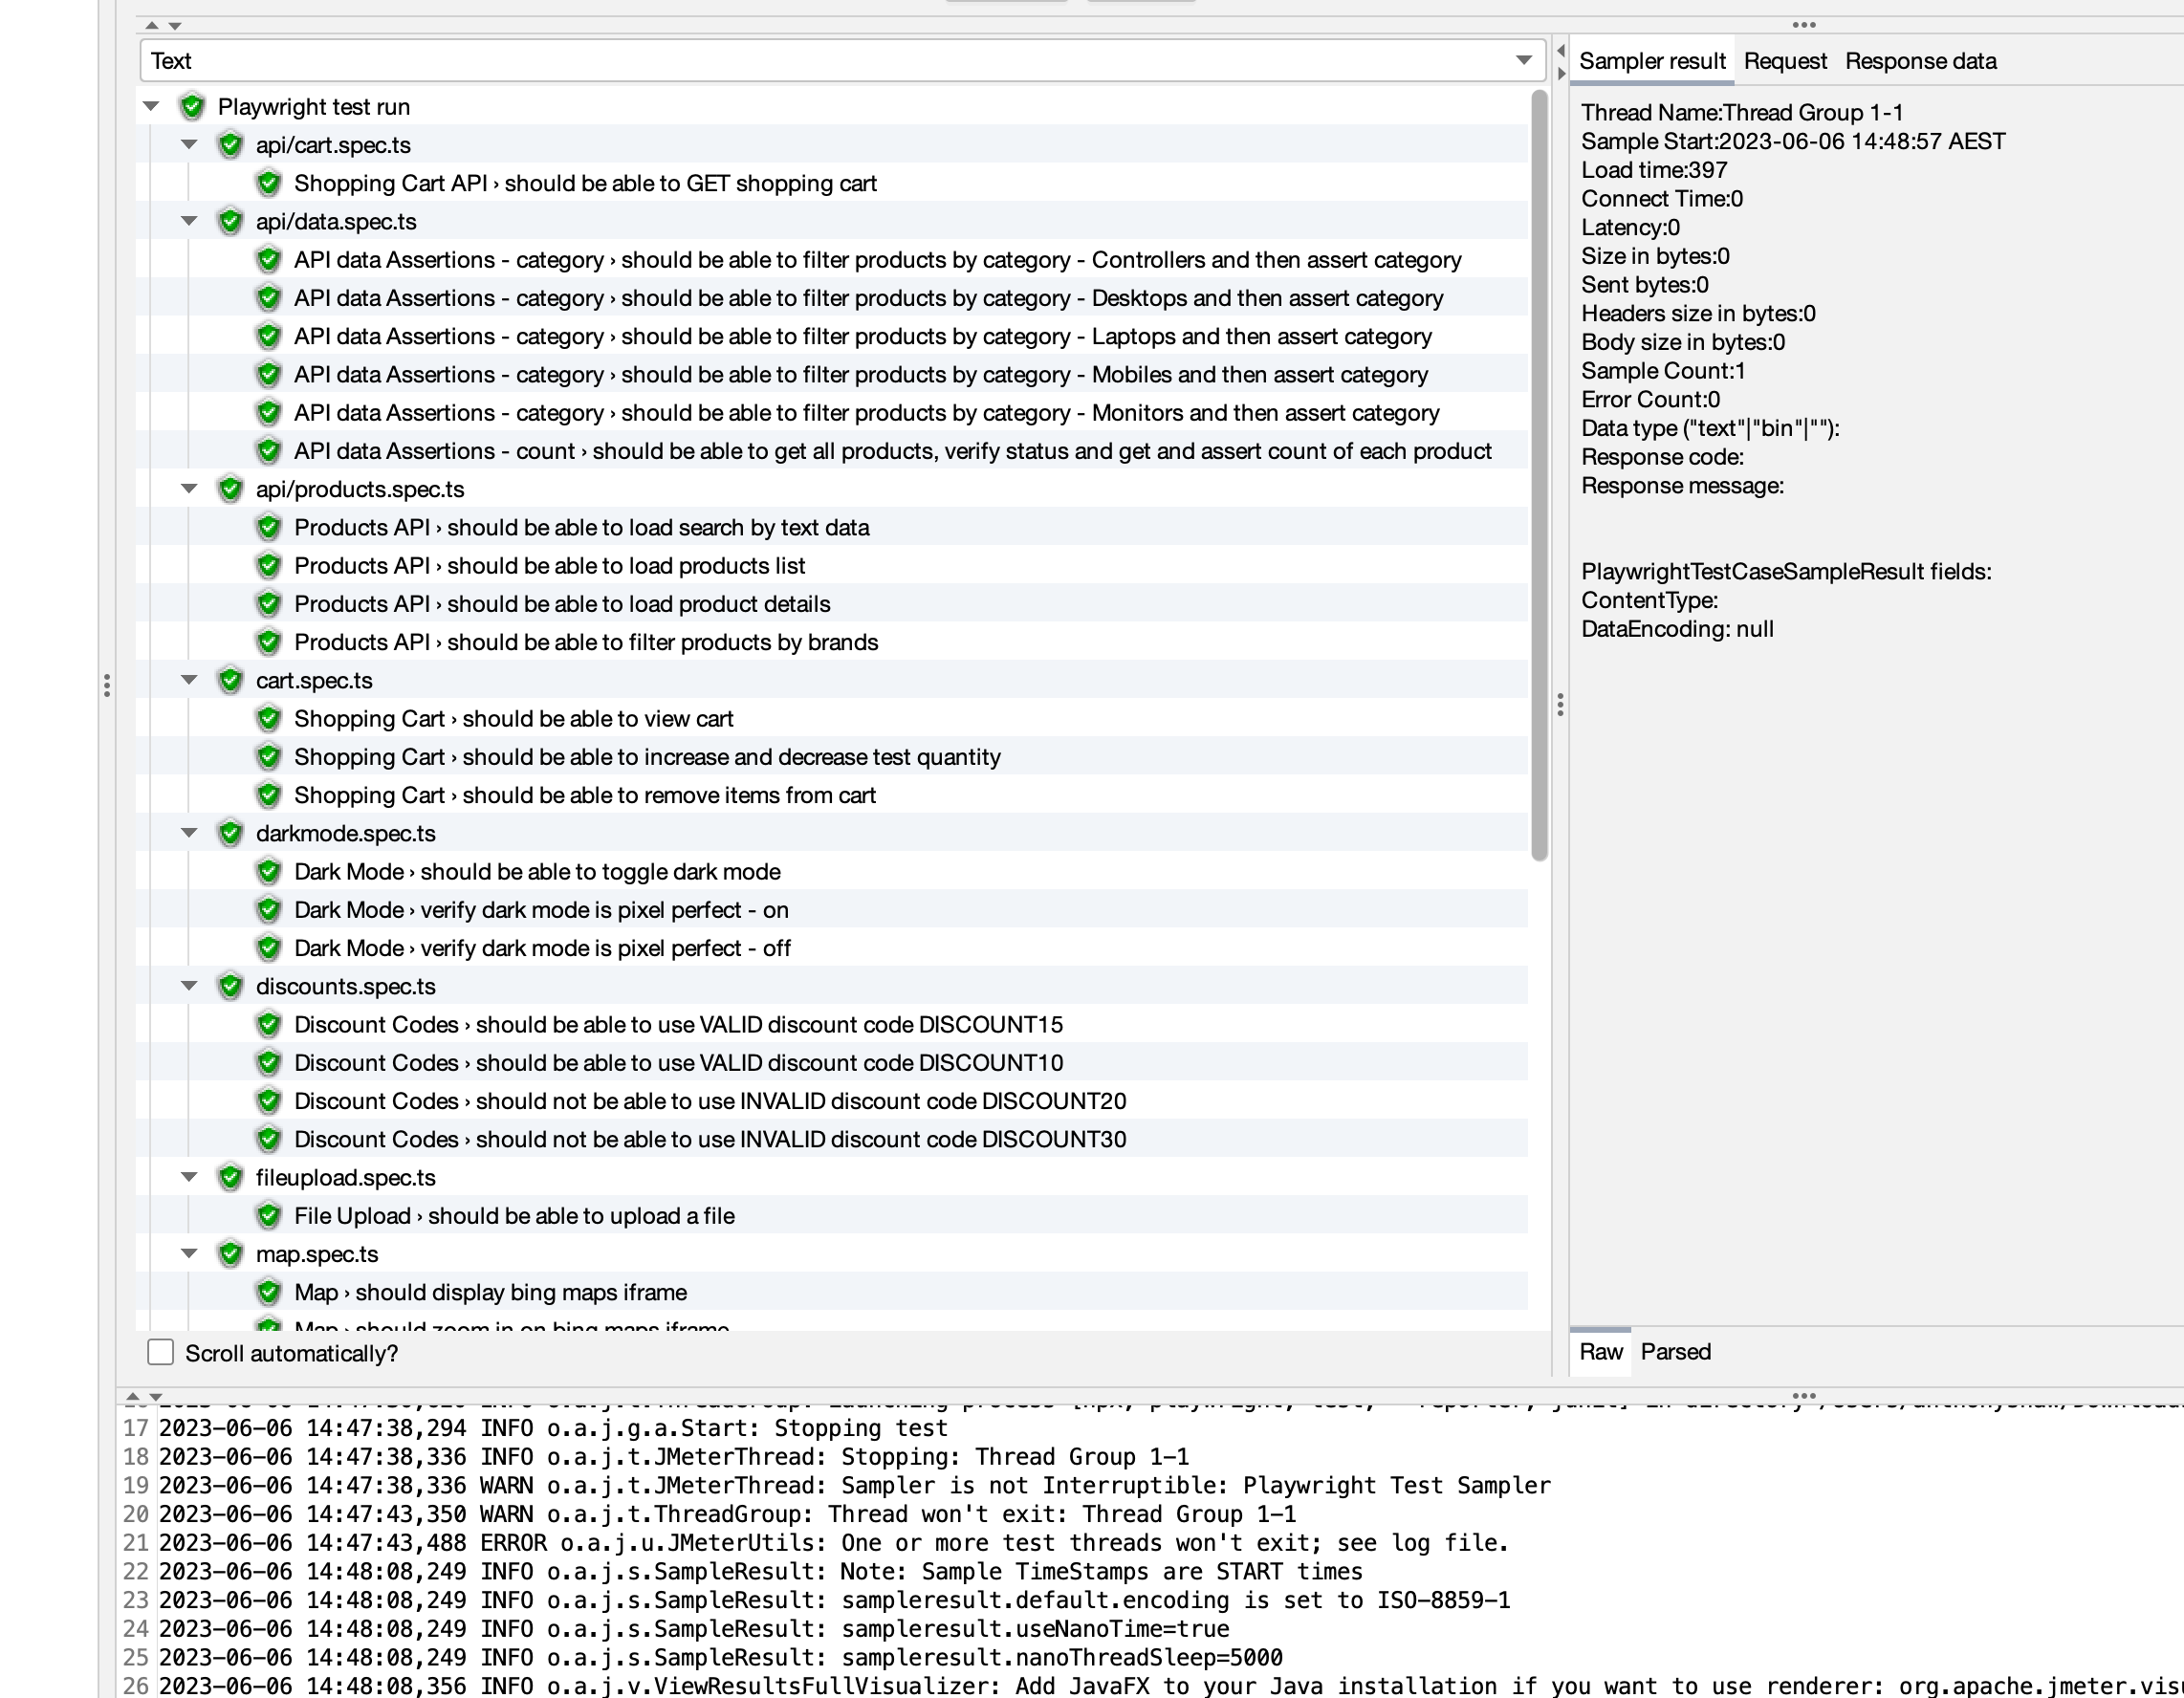 Text
Playwright test run
api/cart.spec.ts
Shopping Cart API › should be able to GET shopping cart
api/data.spec.ts
API data Assertions - category › should be able to filter products by category - Controllers and then assert category
API data Assertions - category › should be able to filter products by category - Desktops and then assert category
API data Assertions - category › should be able to filter products by category - Laptops and then assert category
API data Assertions - category › should be able to filter products by category - Mobiles and then assert category
API data Assertions - category › should be able to filter products by category - Monitors and then assert category
API data Assertions - count › should be able to get all products, verify status and get and assert count of each product
api/products.spec.ts
Products API › should be able to load search by text data
Products API › should be able to load products list
Products API › should be able to load product details
Products API › should be able to filter products by brands
cart.spec.ts
Shopping Cart › should be able to view cart
Shopping Cart › should be able to increase and decrease test quantity
Shopping Cart › should be able to remove items from cart
darkmode.spec.ts
Dark Mode › should be able to toggle dark mode
Dark Mode › verify dark mode is pixel perfect - on
Dark Mode › verify dark mode is pixel perfect - off
discounts.spec.ts
Discount Codes › should be able to use VALID discount code DISCOUNT15
Discount Codes › should be able to use VALID discount code DISCOUNT10
Discount Codes › should not be able to use INVALID discount code DISCOUNT20
Discount Codes › should not be able to use INVALID discount code DISCOUNT30
fileupload.spec.ts
File Upload › should be able to upload a file
map.spec.ts
Map › should display bing maps iframe
Map › should zoom in on bing maps iframe
Scroll automatically?
Sampler result Request Response data
Thread Name:Thread Group 1-1
Sample Start:2023-06-06 14:48:57 AEST
Load time:397
Connect Time:0
Latency:0
Size in bytes:0
Sent bytes:0
Headers size in bytes:0
Body size in bytes:0
Sample Count:1
Error Count:0
Data type ("text"|"bin"|""):
Response code:
Response message:
PlaywrightTestCaseSampleResult fields:
ContentType:
DataEncoding: null
Raw Parsed
17 2023-06-06 14:47:38,294 INFO o.a.j.g.a.Start: Stopping test
18 2023-06-06 14:47:38,336 INFO o.a.j.t.JMeterThread: Stopping: Thread Group 1-1
19 2023-06-06 14:47:38,336 WARN o.a.j.t.JMeterThread: Sampler is not Interruptible: Playwright Test Sampler
20 2023-06-06 14:47:43,350 WARN o.a.j.t.ThreadGroup: Thread won't exit: Thread Group 1-1
21 2023-06-06 14:47:43,488 ERROR o.a.j.u.JMeterUtils: One or more test threads won't exit; see log file.
22 2023-06-06 14:48:08,249 INFO o.a.j.s.SampleResult: Note: Sample TimeStamps are START times
23 2023-06-06 14:48:08,249 INFO o.a.j.s.SampleResult: sampleresult.default.encoding is set to ISO-8859-1
24 2023-06-06 14:48:08,249 INFO o.a.j.s.SampleResult: sampleresult.useNanoTime=true
25 2023-06-06 14:48:08,249 INFO o.a.j.s.SampleResult: sampleresult.nanoThreadSleep=5000
26 2023-06-06 14:48:08,356 INFO o.a.j.v.ViewResultsFullVisualizer: Add JavaFX to your Java installation if you want to use renderer: org.apache.jmeter.vis